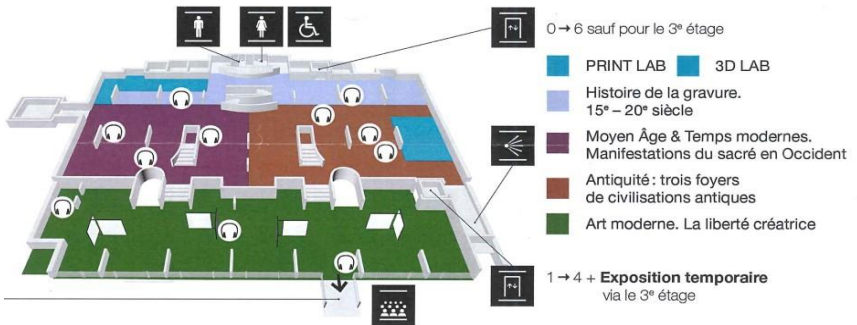 0 → 6 sauf pour le 3e étage
PRINT LAB 3D LAB
Histoire de la gravure.
15e – 20e siècle
Moyen Âge & Temps modernes.
Manifestations du sacré en Occident
Antiquité : trois foyers
de civilisations antiques
Art moderne. La liberté créatrice
1 → 4 + Exposition temporaire
via le 3e étage